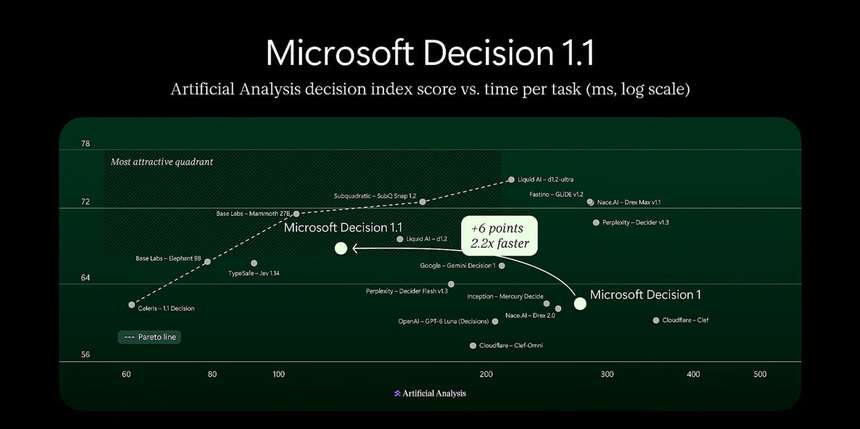 Microsoft Decision 1.1
Artificial Analysis decision index score vs. time per task (ms, log scale)
78
Most attractive quadrant
Liquid AI – d1.2-ultra
Subquadratic – SubQ Snap 1.2
Fastino – GLiDE v1.2
72
Nace.AI – Drex Max v1.1
Base Labs – Mammoth 27B
Perplexity – Decider v1.3
Microsoft Decision 1.1
+6 points
2.2x faster
Liquid AI – d1.2
Base Labs – Elephant 9B
TypeSafe – Jev 1.14
Google – Gemini Decision 1
64
Perplexity – Decider Flash v1.3
Inception – Mercury Decide
Microsoft Decision 1
Celeris – 1.1 Decision
Nace.AI – Drex 2.0
OpenAI – GPT-6 Luna (Decisions)
Cloudflare – Clef
Pareto line
Cloudflare – Clef-Omni
56
60 80 100 200 300 400 500
Artificial Analysis